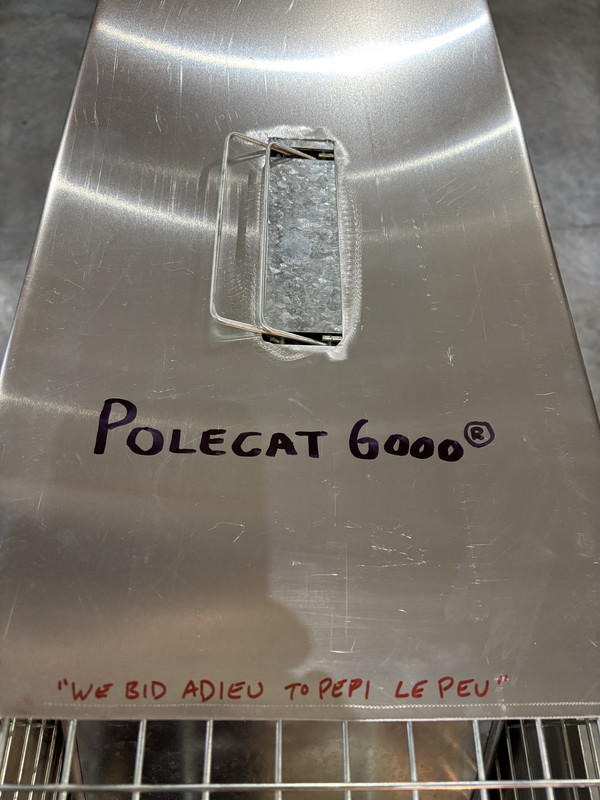 POLECAT 6000®
"WE BID ADIEU TO PEPI LE PEU"